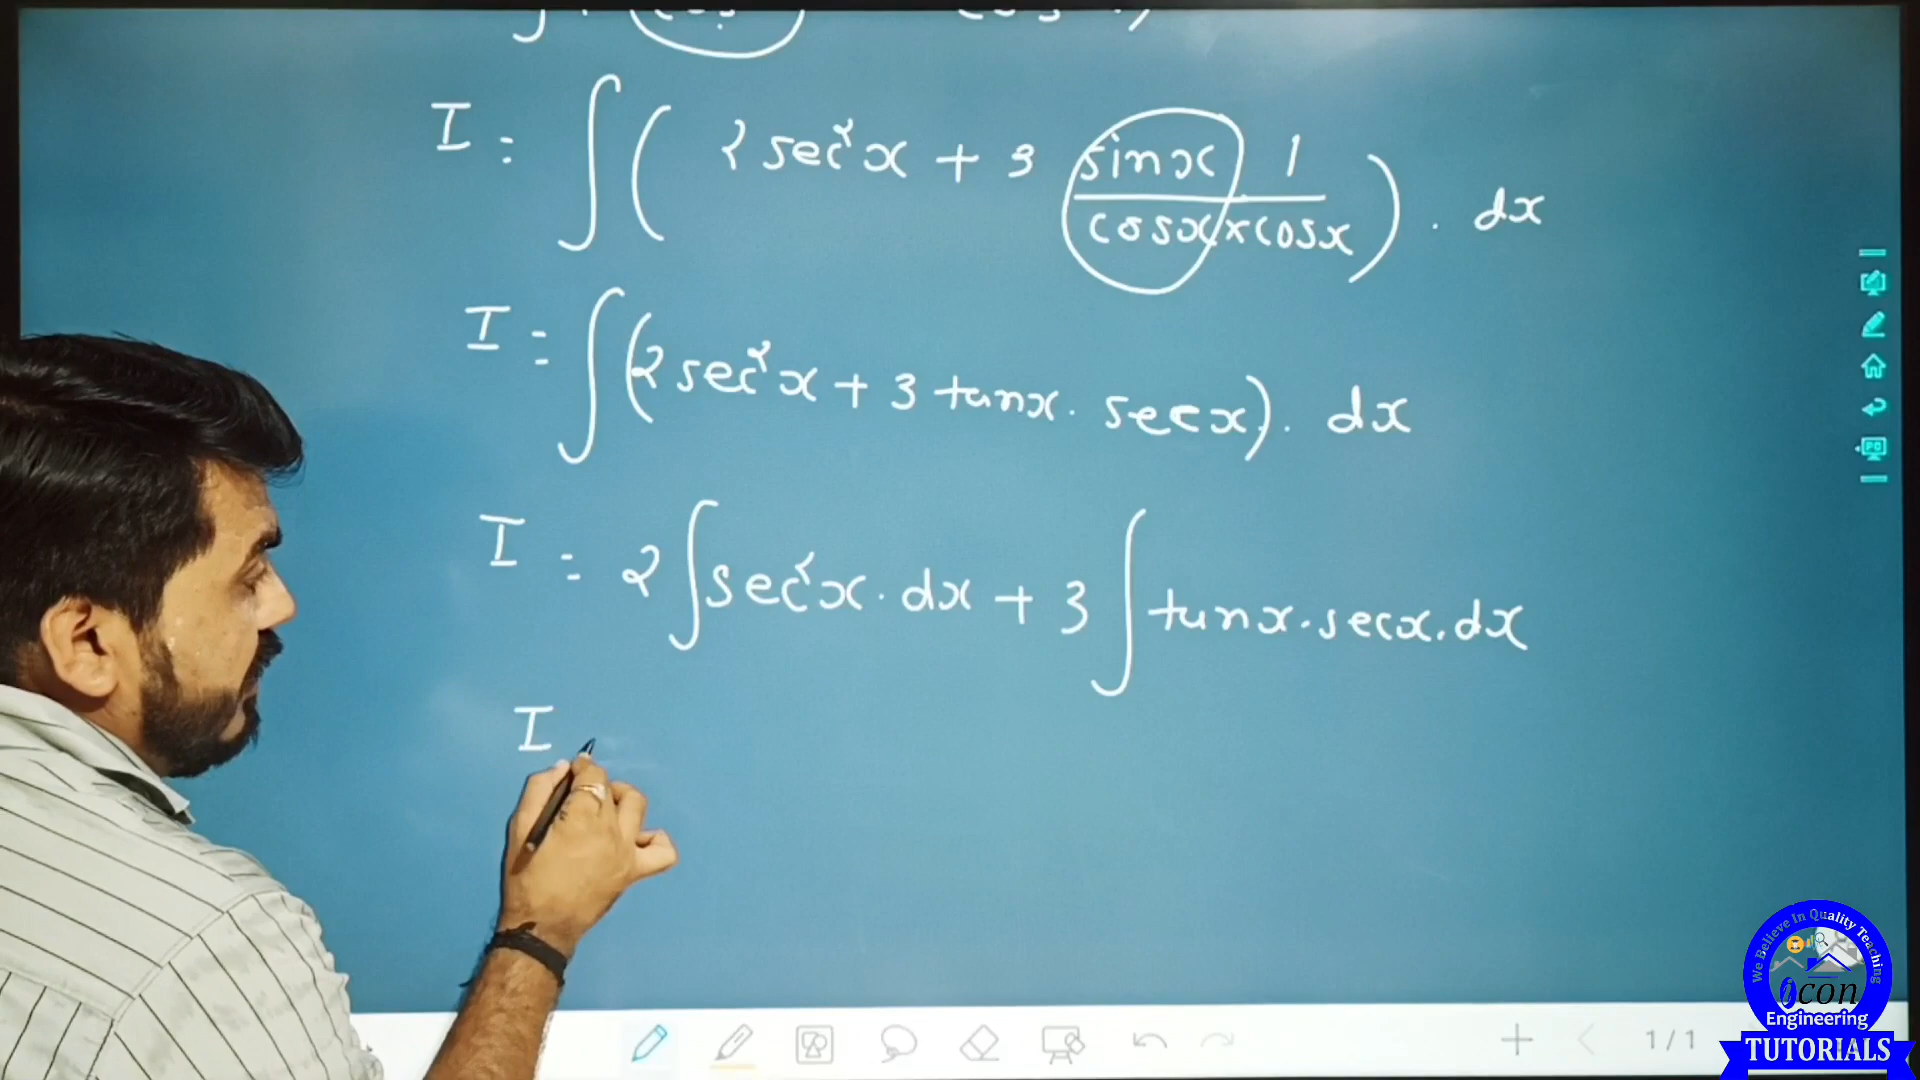 I = ∫ ( 2 sec²x + 3 sinx 1 / cosx x cosx ) . dx
I = ∫ (2 sec²x + 3 tanx . secx) . dx
I = 2 ∫ sec²x . dx + 3 ∫ tanx . secx . dx
I
We Believe In Quality Teaching
icon
Engineering
TUTORIALS
1/1
PC